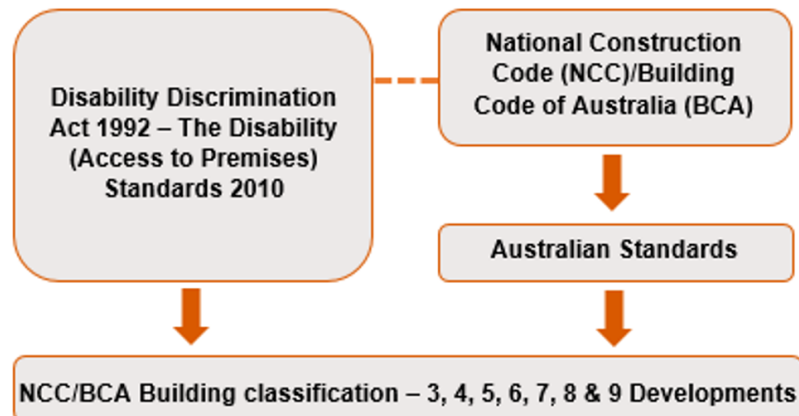 Disability Discrimination
Act 1992 – The Disability
(Access to Premises)
Standards 2010
National Construction
Code (NCC)/Building
Code of Australia (BCA)
Australian Standards
NCC/BCA Building classification – 3, 4, 5, 6, 7, 8 & 9 Developments